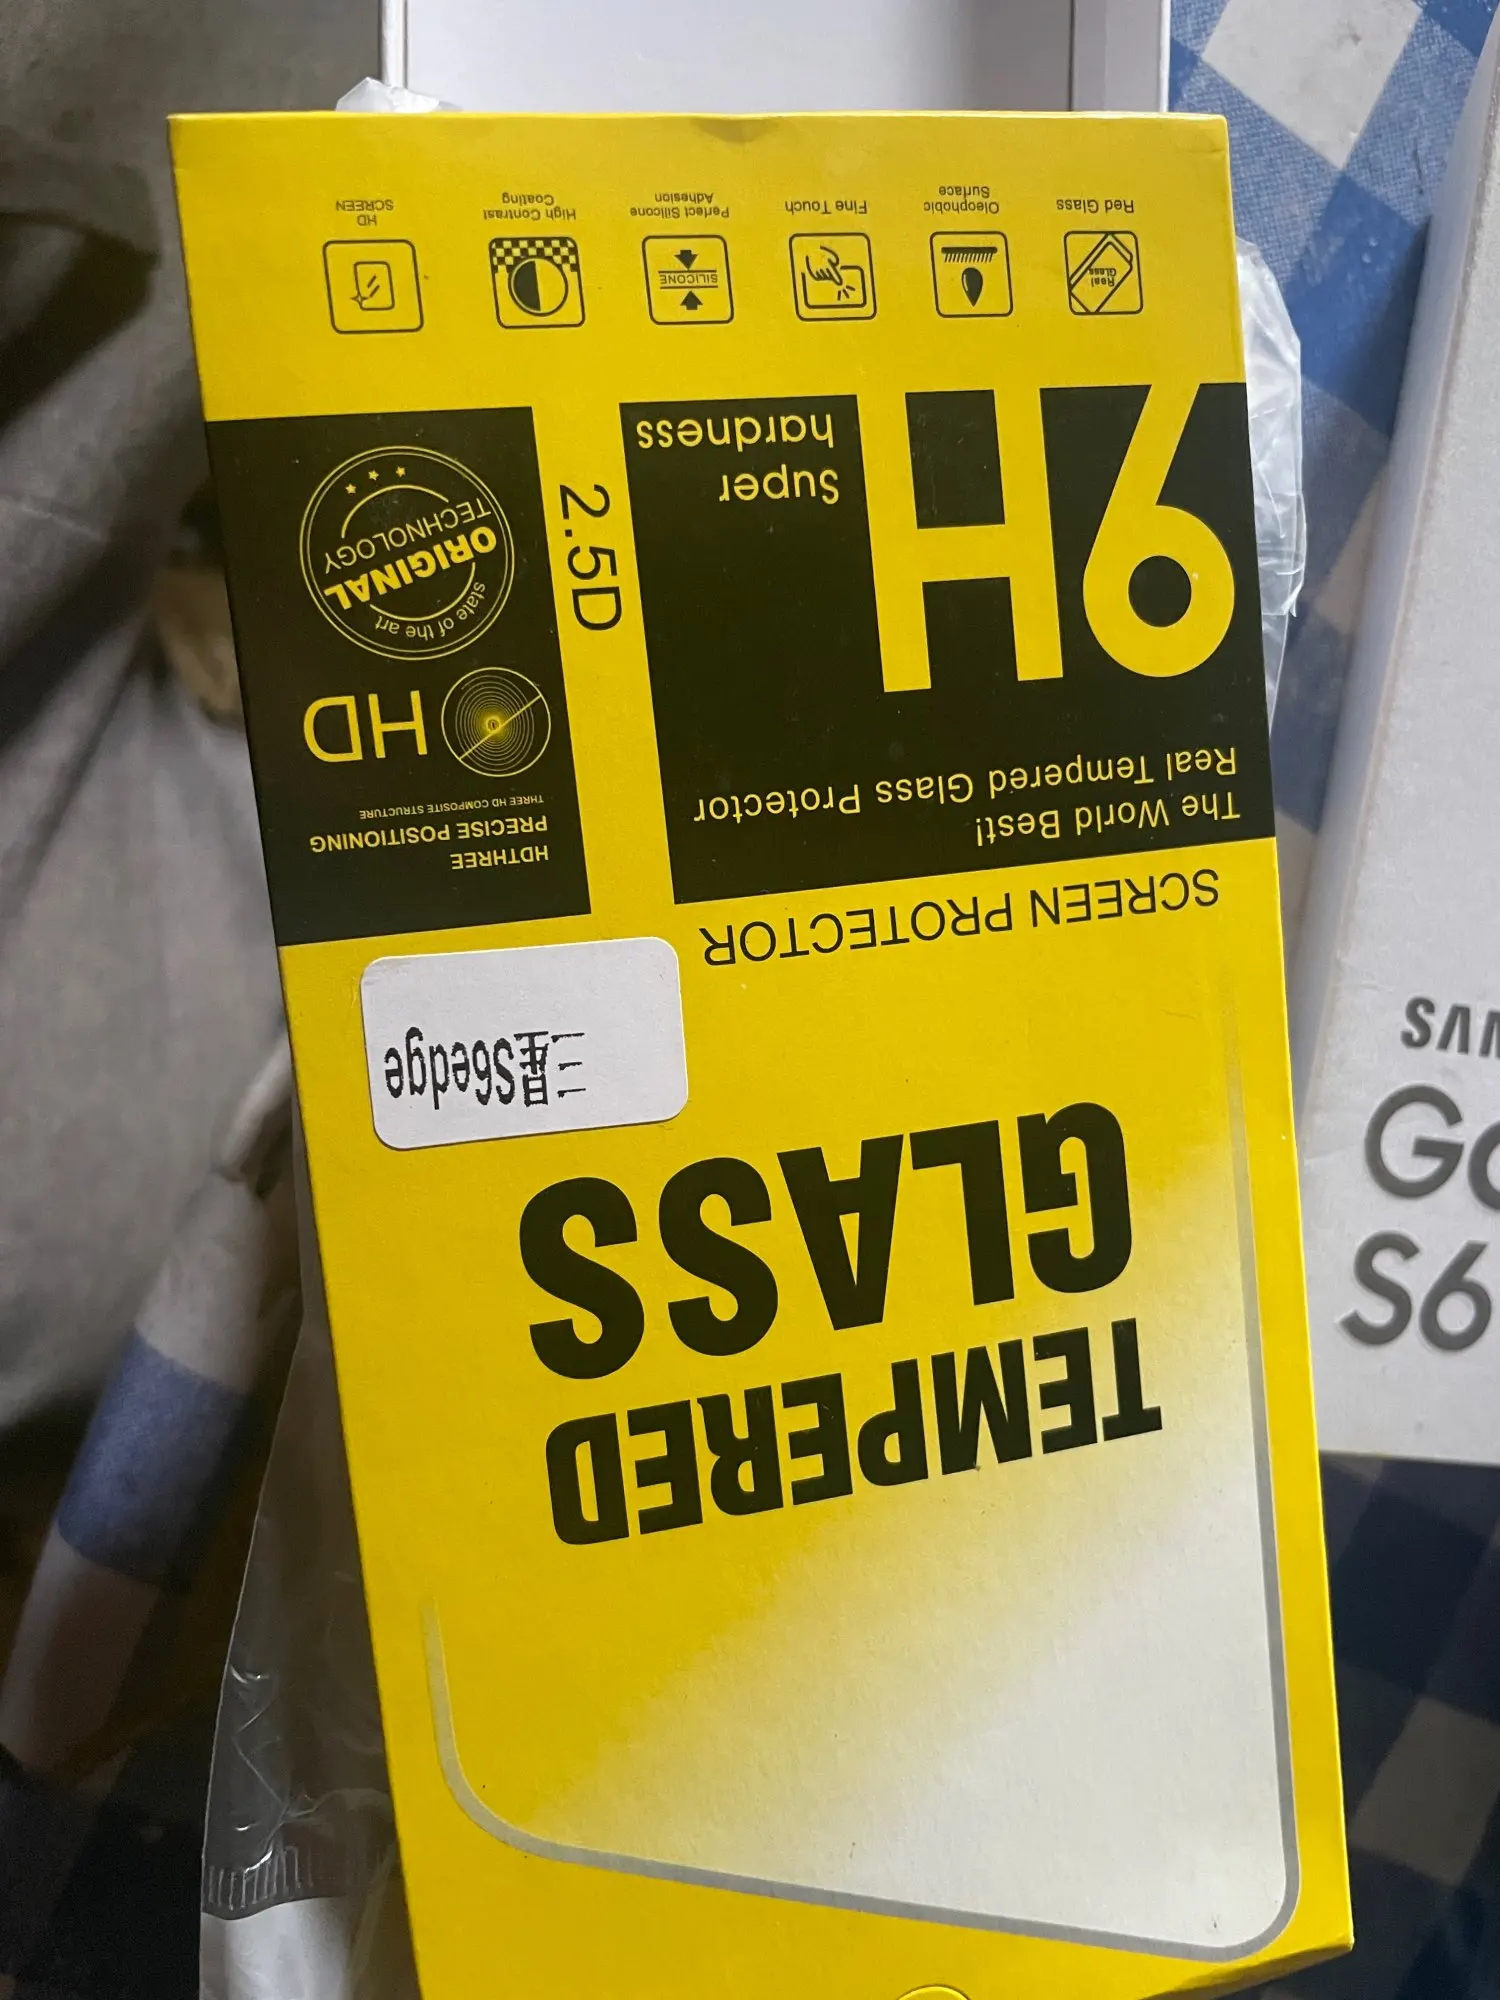 TEMPERED
GLASS
三星S6edge
SCREEN PROTECTOR
The World Best!
Real Tempered Glass Protector
9H
Super
hardness
2.5D
HDTHREE
PRECISE POSITIONING
THREE HD COMPOSITE STRUCTURE
HD
state of the art
ORIGINAL
TECHNOLOGY
Real
GLass
Red Glass
Oleophobic
Surface
Fine Touch
SILICONE
Perfect Silicone
Adhesion
High Contrast
Coating
HD
SCREEN
SAM
Ga
S6